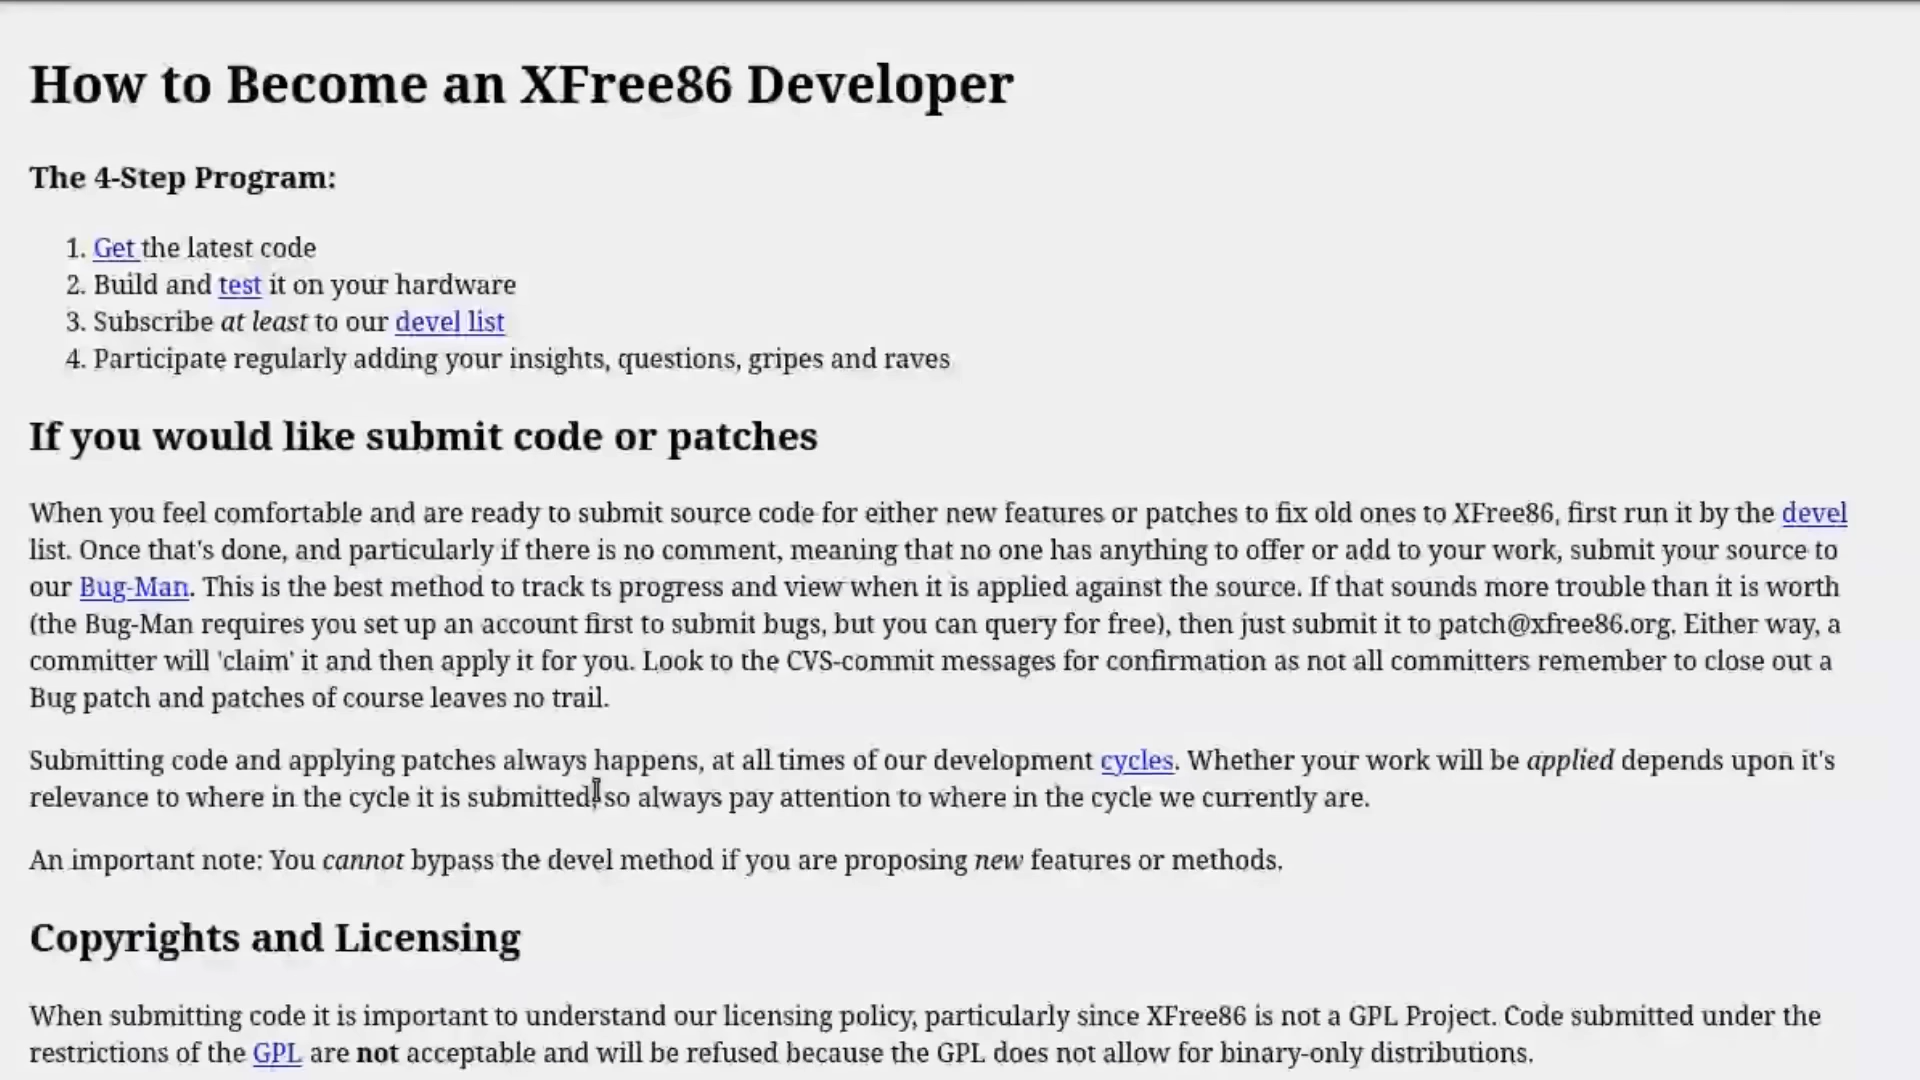 How to Become an XFree86 Developer
The 4-Step Program:
1. Get the latest code
2. Build and test it on your hardware
3. Subscribe at least to our devel list
4. Participate regularly adding your insights, questions, gripes and raves
If you would like submit code or patches
When you feel comfortable and are ready to submit source code for either new features or patches to fix old ones to XFree86, first run it by the devel
list. Once that's done, and particularly if there is no comment, meaning that no one has anything to offer or add to your work, submit your source to
our Bug-Man. This is the best method to track ts progress and view when it is applied against the source. If that sounds more trouble than it is worth
(the Bug-Man requires you set up an account first to submit bugs, but you can query for free), then just submit it to patch@xfree86.org. Either way, a
committer will 'claim' it and then apply it for you. Look to the CVS-commit messages for confirmation as not all committers remember to close out a
Bug patch and patches of course leaves no trail.
Submitting code and applying patches always happens, at all times of our development cycles. Whether your work will be applied depends upon it's
relevance to where in the cycle it is submitted, so always pay attention to where in the cycle we currently are.
An important note: You cannot bypass the devel method if you are proposing new features or methods.
Copyrights and Licensing
When submitting code it is important to understand our licensing policy, particularly since XFree86 is not a GPL Project. Code submitted under the
restrictions of the GPL are not acceptable and will be refused because the GPL does not allow for binary-only distributions.